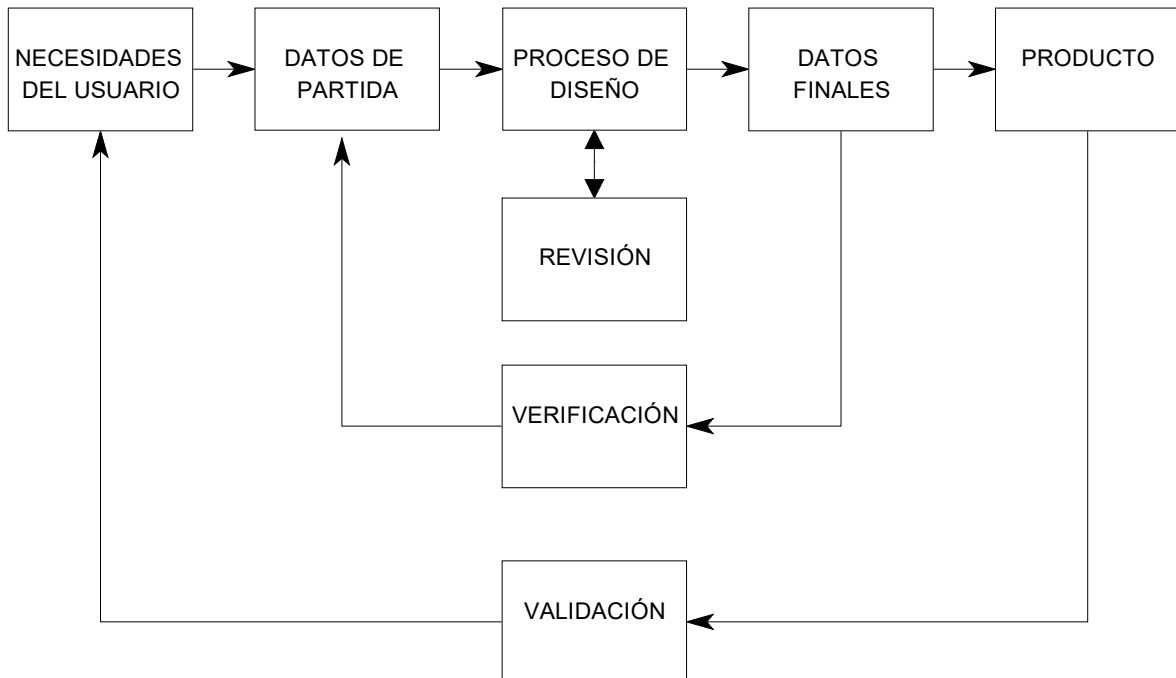 NECESIDADES
DEL USUARIO
DATOS DE
PARTIDA
PROCESO DE
DISEÑO
DATOS
FINALES
PRODUCTO
REVISIÓN
VERIFICACIÓN
VALIDACIÓN